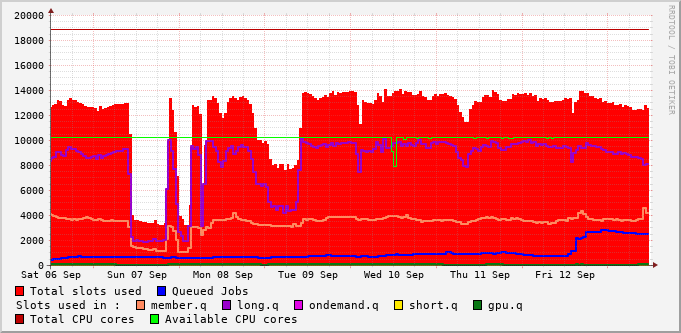 RRDTOOL / TOBI OETIKER
20000
18000
16000
14000
12000
10000
8000
6000
4000
2000
0
Sat 06 Sep Sun 07 Sep Mon 08 Sep Tue 09 Sep Wed 10 Sep Thu 11 Sep Fri 12 Sep
Total slots used Queued Jobs
Slots used in : member.q long.q ondemand.q short.q gpu.q
Total CPU cores Available CPU cores